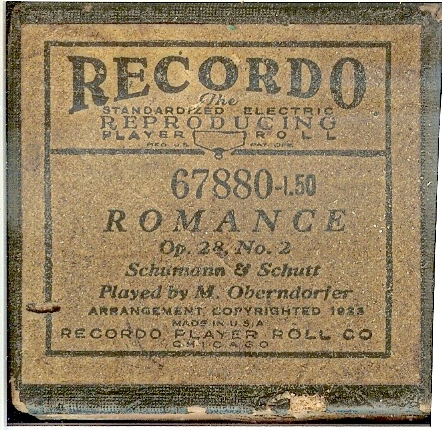 RECORDO
The
STANDARDIZED ELECTRIC
REPRODUCING
PLAYER ROLL
REG. U.S. PAT. OFF.
67880-1.50
ROMANCE
Op. 28, No. 2
Schumann & Schutt
Played by M. Oberndorfer
ARRANGEMENT COPYRIGHTED 1923
MADE IN U.S.A
RECORDO PLAYER ROLL CO
CHICAGO